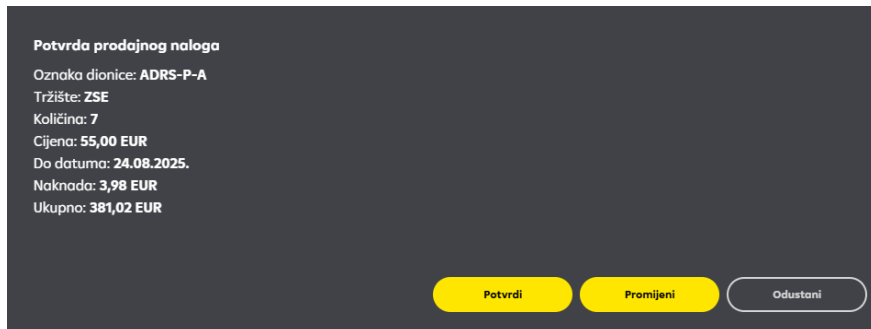 Potvrda prodajnog naloga
Oznaka dionice: ADRS-P-A
Tržište: ZSE
Količina: 7
Cijena: 55,00 EUR
Do datuma: 24.08.2025.
Naknada: 3,98 EUR
Ukupno: 381,02 EUR
Potvrdi Promijeni Odustani